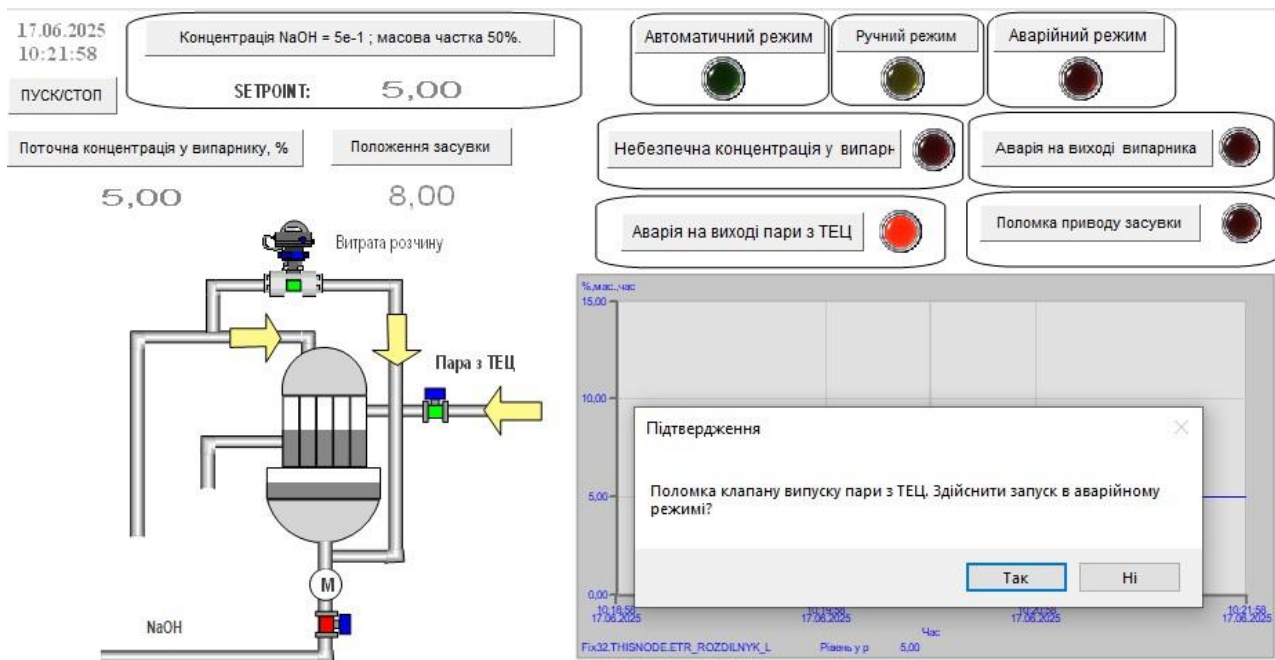 17.06.2025
10:21:58
ПУСК/СТОП
Концентрація NaOH = 5e-1 ; масова частка 50%.
SETPOINT: 5,00
Автоматичний режим
Ручний режим
Аварійний режим
Поточна концентрація у випарнику, %
Положення засувки
5,00
8,00
Небезпечна концентрація у випарн
Аварія на виході випарника
Аварія на виході пари з ТЕЦ
Поломка приводу засувки
Витрата розчину
Пара з ТЕЦ
M
NaOH
%,мас.,час
15,00
10,00
5,00
0,00
Підтвердження
Поломка клапану випуску пари з ТЕЦ. Здійснити запуск в аварійному
режимі?
Так
Ні
10:18:58
17.06.2025
17.06.2025
17.06.2025
10:21:58
17.06.2025
Час
Fix32.THISNODE.ETR_ROZDILNYK_L
Рівень у р
5,00